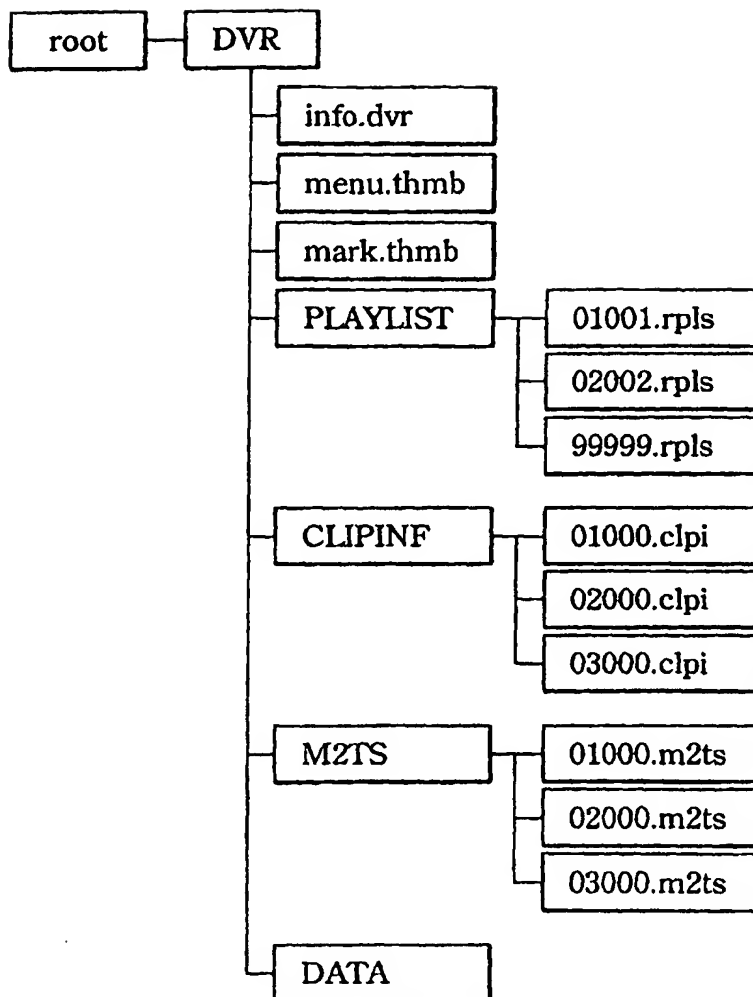 root DVR
info.dvr
menu.thmb
mark.thmb
PLAYLIST 01001.rpls
02002.rpls
99999.rpls
CLIPINF 01000.clpi
02000.clpi
03000.clpi
M2TS 01000.m2ts
02000.m2ts
03000.m2ts
DATA